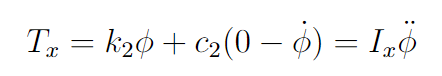 $T_x = k_2\phi + c_2(0 - \dot{\phi}) = I_x\ddot{\phi}$